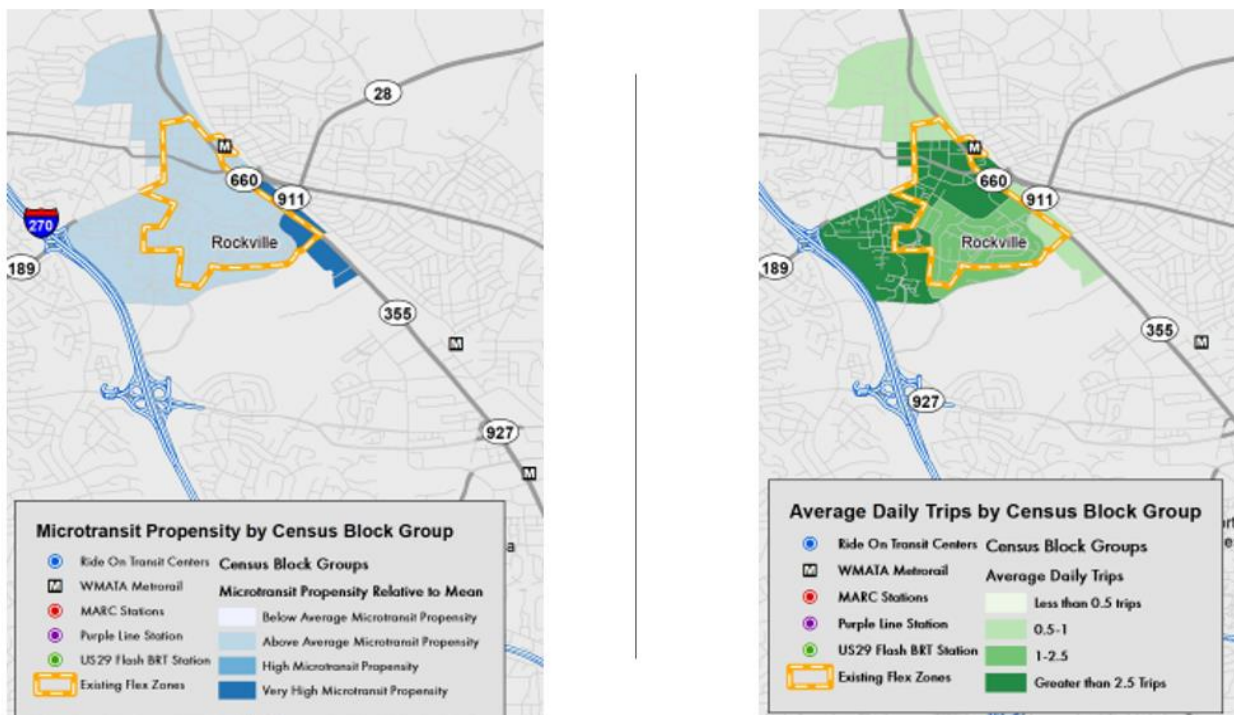 28
660
911
270
Rockville
189
355
927
a
Microtransit Propensity by Census Block Group
Ride On Transit Centers
WMATA Metrorail
MARC Stations
Purple Line Station
US29 Flash BRT Station
Existing Flex Zones
Census Block Groups
Microtransit Propensity Relative to Mean
Below Average Microtransit Propensity
Above Average Microtransit Propensity
High Microtransit Propensity
Very High Microtransit Propensity
M
M
M
M
660
911
Rockville
189
355
927
Average Daily Trips by Census Block Group
Ride On Transit Centers
WMATA Metrorail
MARC Stations
Purple Line Station
US29 Flash BRT Station
Existing Flex Zones
Census Block Groups
Average Daily Trips
Less than 0.5 trips
0.5-1
1-2.5
Greater than 2.5 Trips
M
M
M